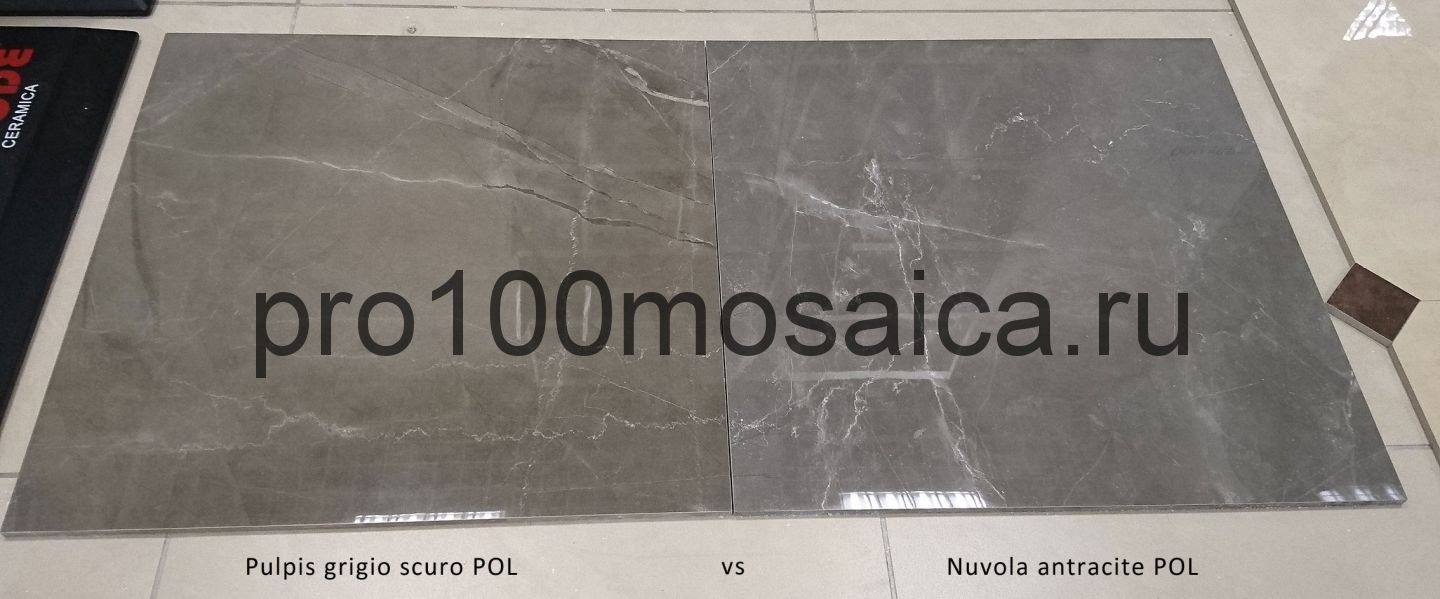 CERAMICA
pro100mosaica.ru
Pulpis grigio scuro POL vs Nuvola antracite POL